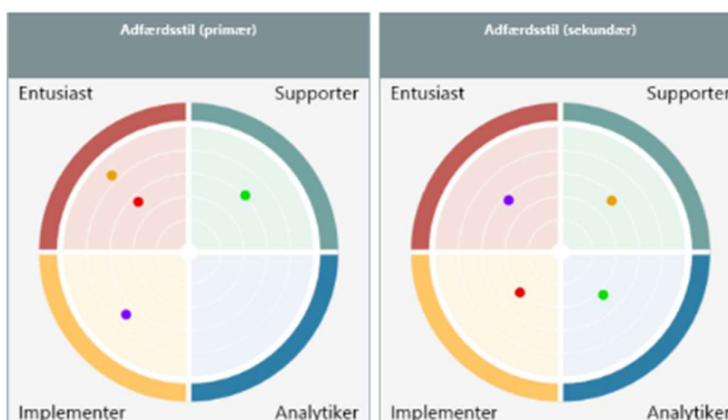 Adfærdsstil (primær)
Entusiast
Supporter
Implementer
Analytiker
Adfærdsstil (sekundær)
Entusiast
Supporter
Implementer
Analytiker